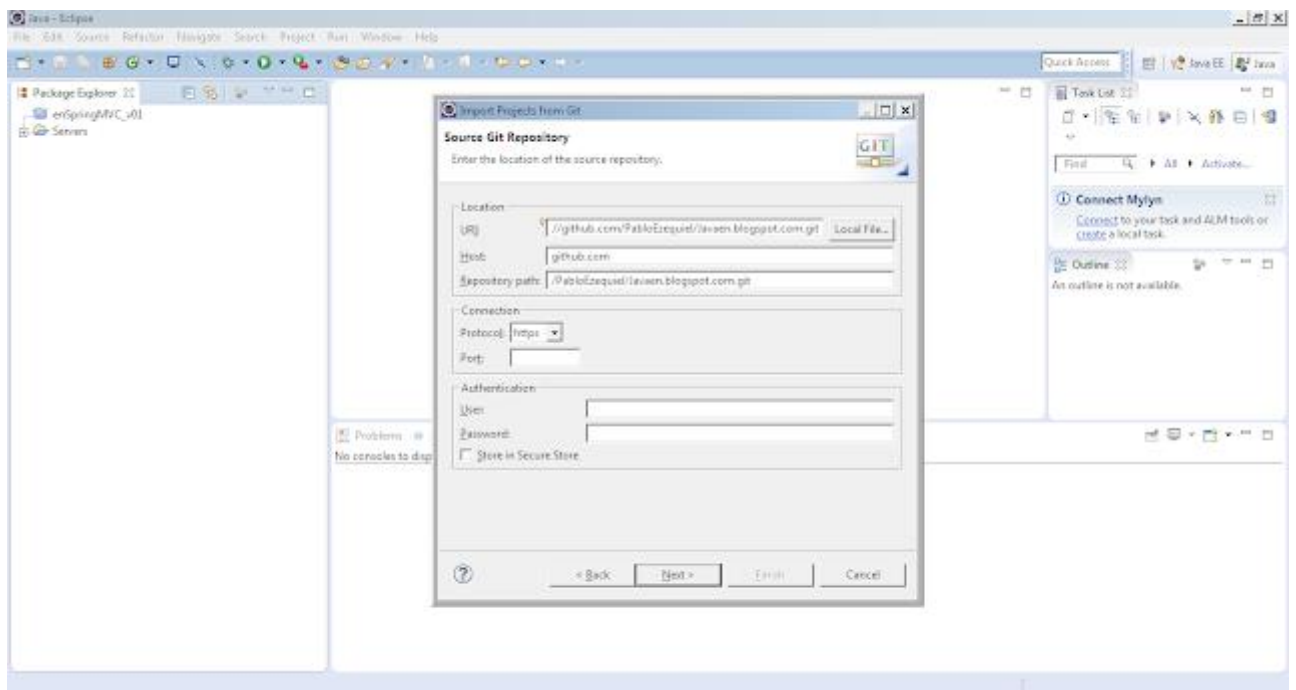 Java - Eclipse
File Edit Source Refactor Navigate Search Project Run Window Help
Quick Access
Java EE
Java
Package Explorer
enSpringMVC_v01
Servers
Import Projects from Git
Source Git Repository
Enter the location of the source repository.
GIT
Location
URI
//github.com/PabloEzequiel/Javaen.blogspot.com.git
Local File...
Host:
github.com
Repository path:
/PabloEzequiel/Javaen.blogspot.com.git
Connection
Protocol:
https
Port:
Authentication
User:
Password:
Store in Secure Store
< Back
Next >
Finish
Cancel
Task List
Find
All
Activate...
Connect Mylyn
Connect to your task and ALM tools or
create a local task.
Outline
An outline is not available.
Problems
No consoles to disp